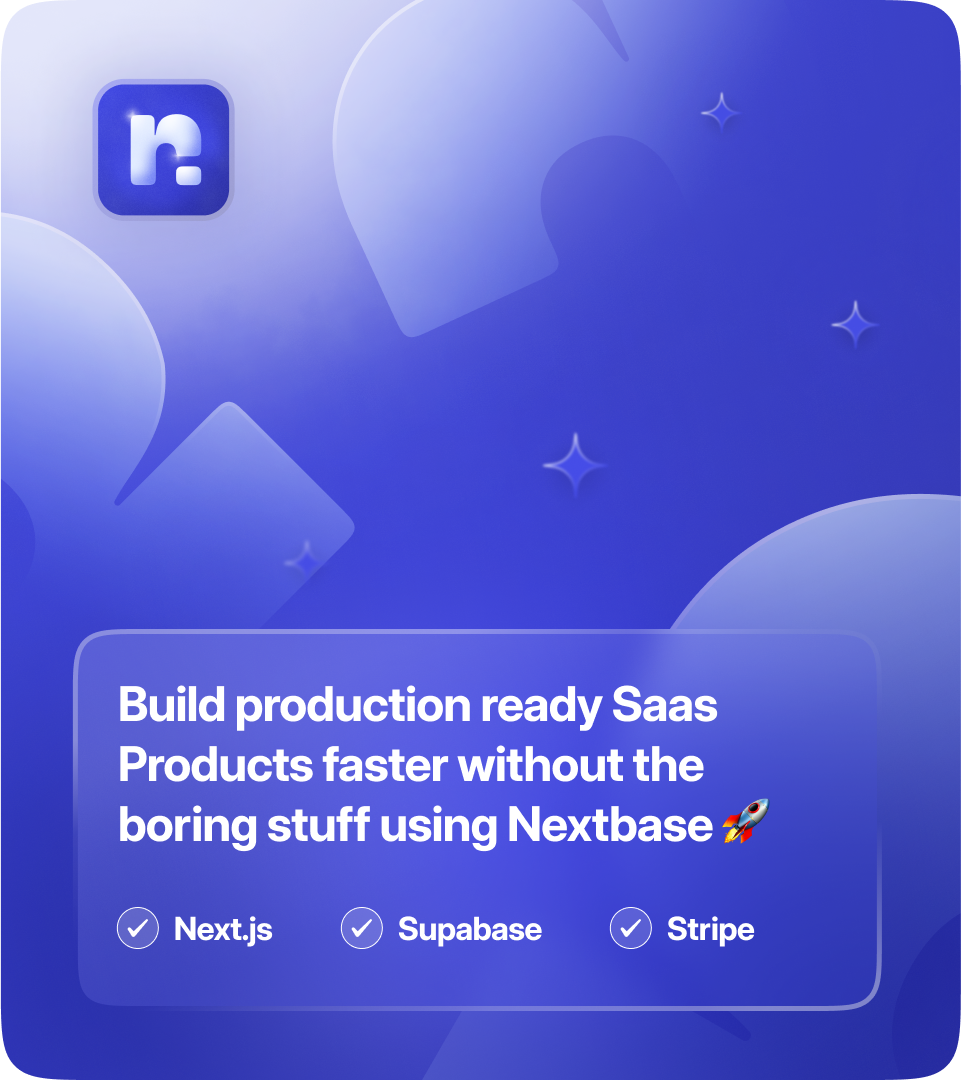 n.
Build production ready Saas
Products faster without the
boring stuff using Nextbase 🚀
Next.js
Supabase
Stripe